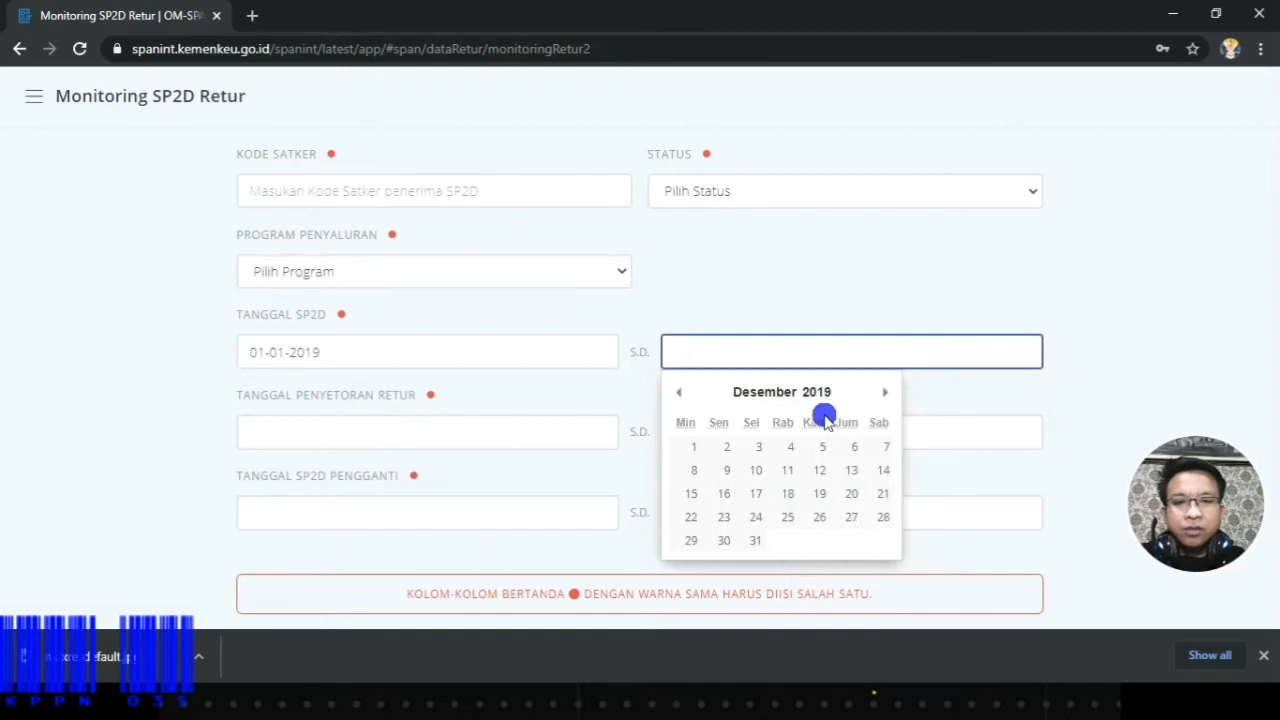 Monitoring SP2D Retur | OM-SPA
spanint.kemenkeu.go.id/spanint/latest/app/#span/dataRetur/monitoringRetur2
Monitoring SP2D Retur
KODE SATKER
STATUS
Masukan Kode Satker penerima SP2D
Pilih Status
PROGRAM PENYALURAN
Pilih Program
TANGGAL SP2D
01-01-2019
S.D.
Desember 2019
TANGGAL PENYETORAN RETUR
S.D.
Min Sen Sel Rab Jum Sab
1 2 3 4 5 6 7
8 9 10 11 12 13 14
15 16 17 18 19 20 21
22 23 24 25 26 27 28
29 30 31
TANGGAL SP2D PENGGANTI
S.D.
KOLOM-KOLOM BERTANDA DENGAN WARNA SAMA HARUS DIISI SALAH SATU.
Show all
KPPN 035